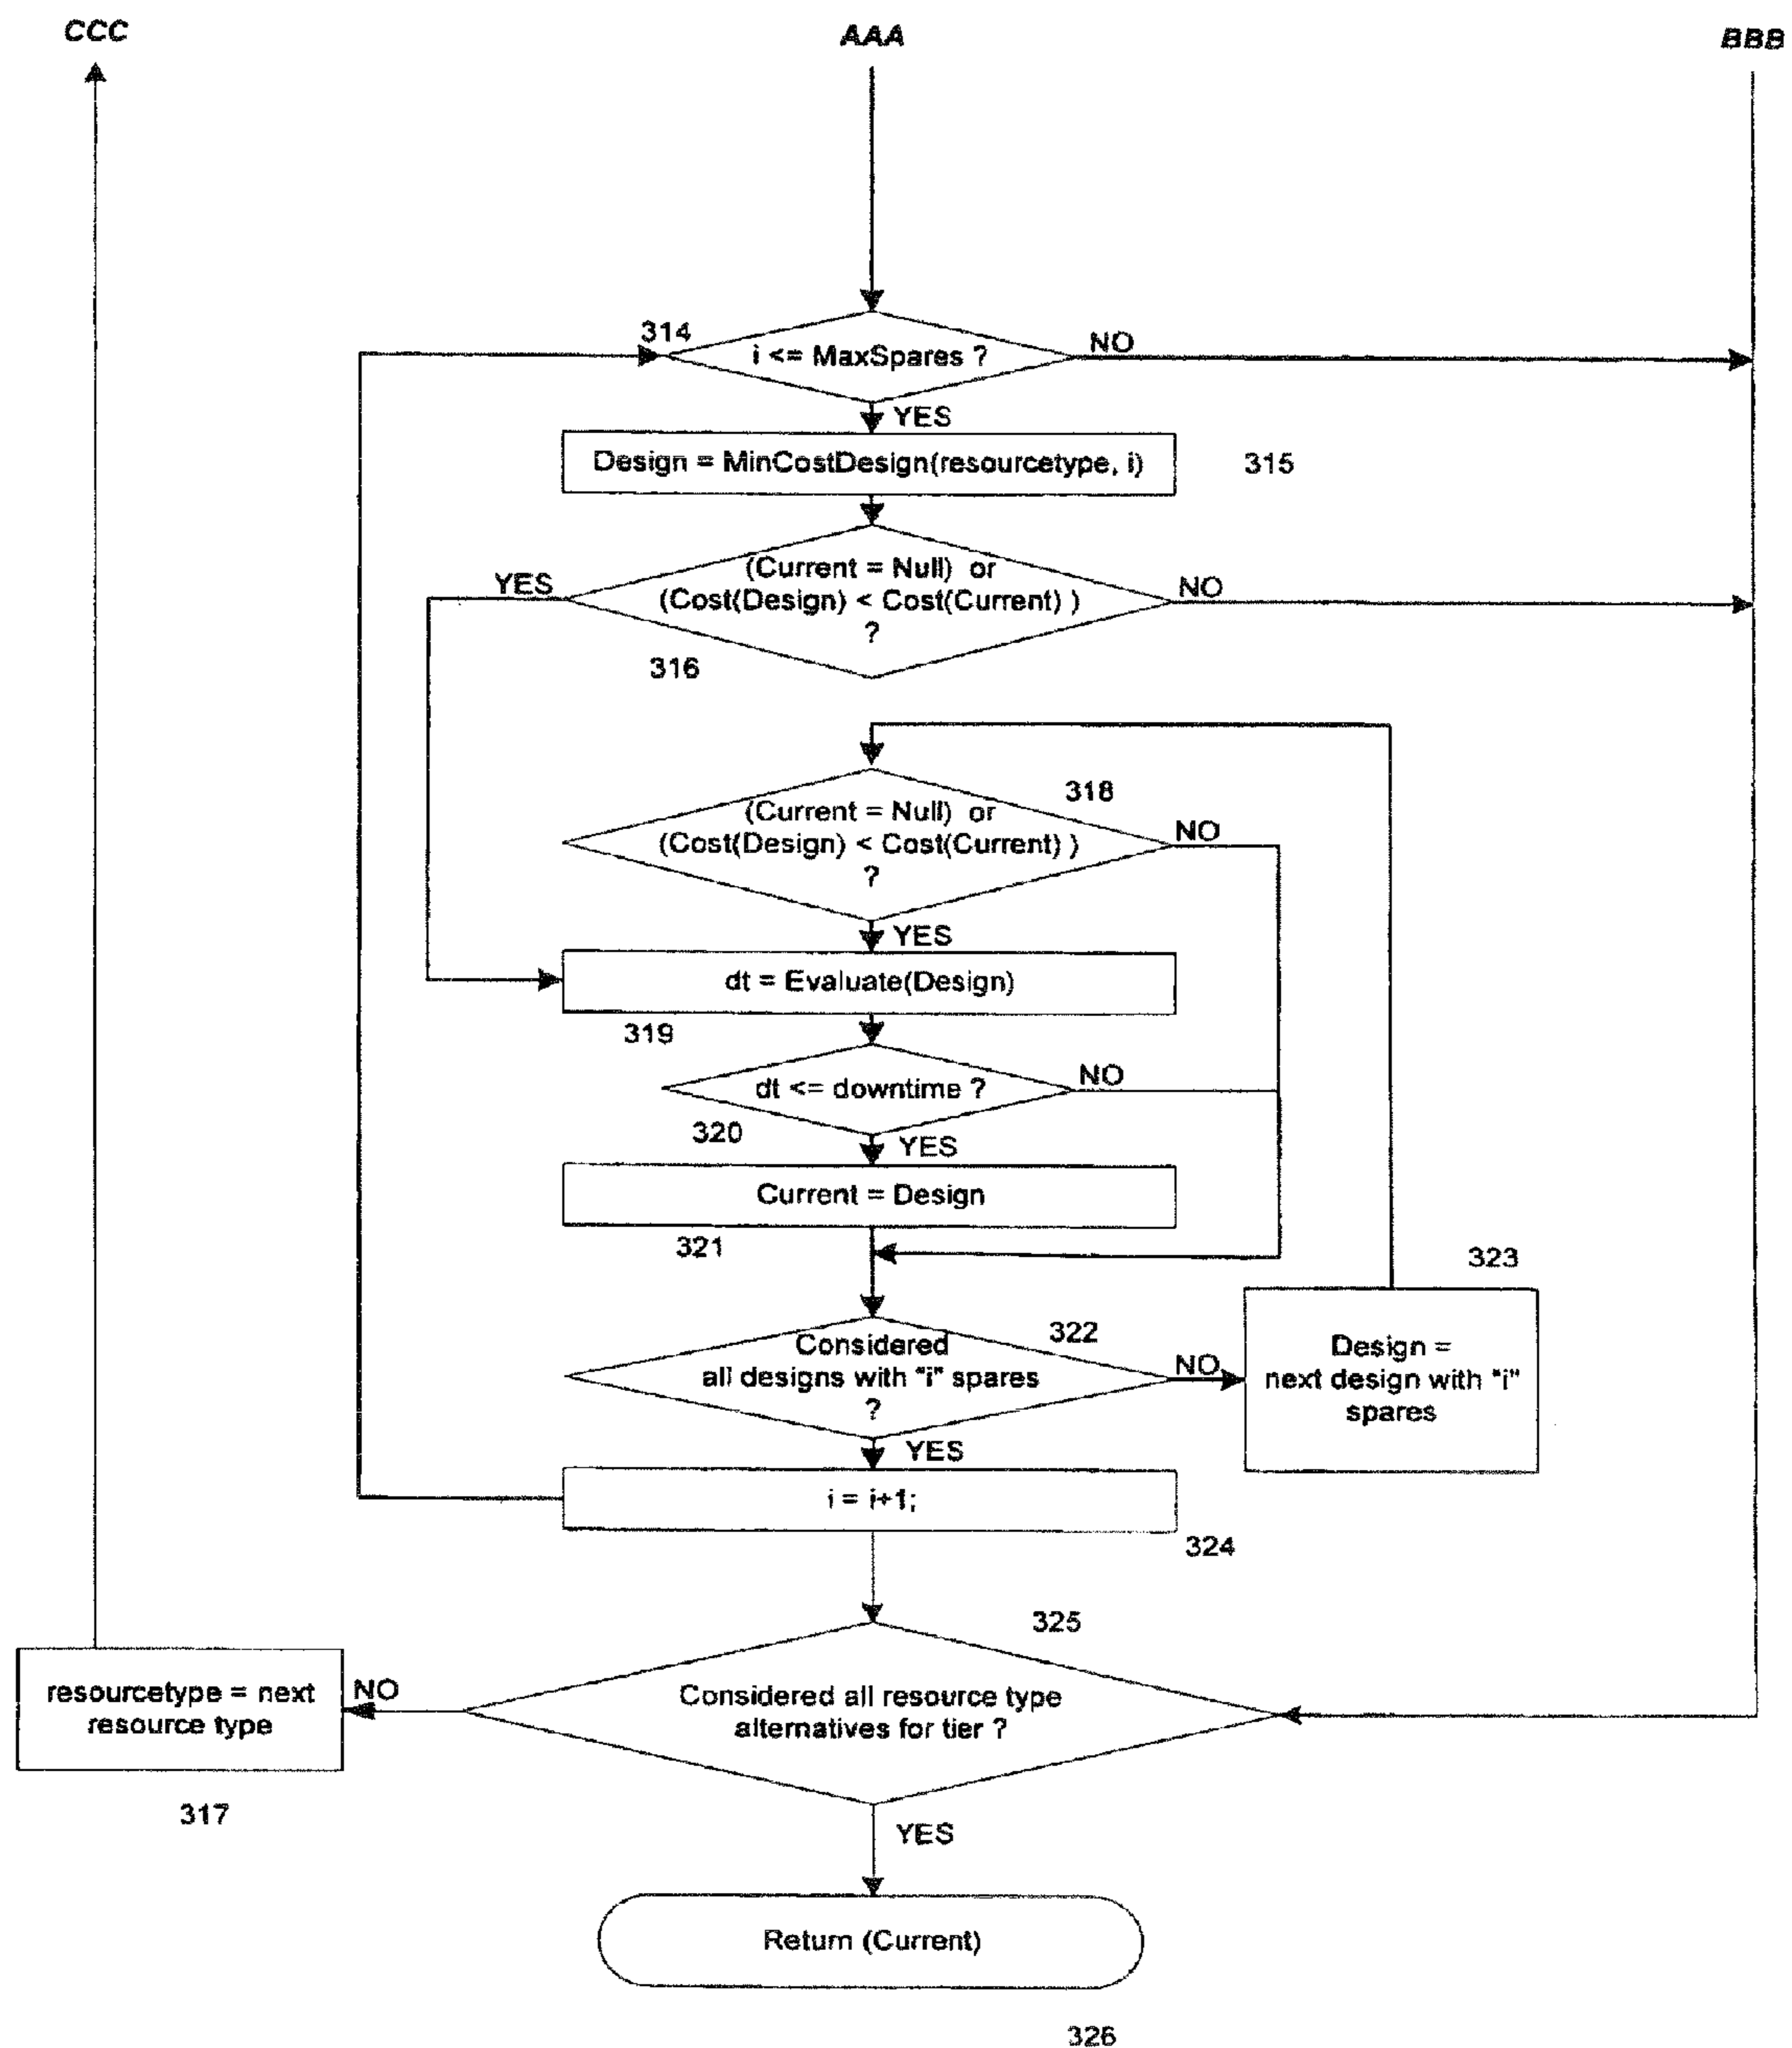 CCC
AAA
BBB
314
i <= MaxSpares ?
NO
YES
Design = MinCostDesign(resourcetype, i)
315
(Current = Null) or
(Cost(Design) < Cost(Current) )
?
YES
NO
316
318
(Current = Null) or
(Cost(Design) < Cost(Current) )
?
NO
YES
dt = Evaluate(Design)
319
dt <= downtime ?
NO
320
YES
Current = Design
321
323
322
Considered
all designs with "i" spares
?
NO
Design =
next design with "i"
spares
YES
i = i+1;
324
325
resourcetype = next
resource type
NO
Considered all resource type
alternatives for tier ?
317
YES
Return (Current)
326